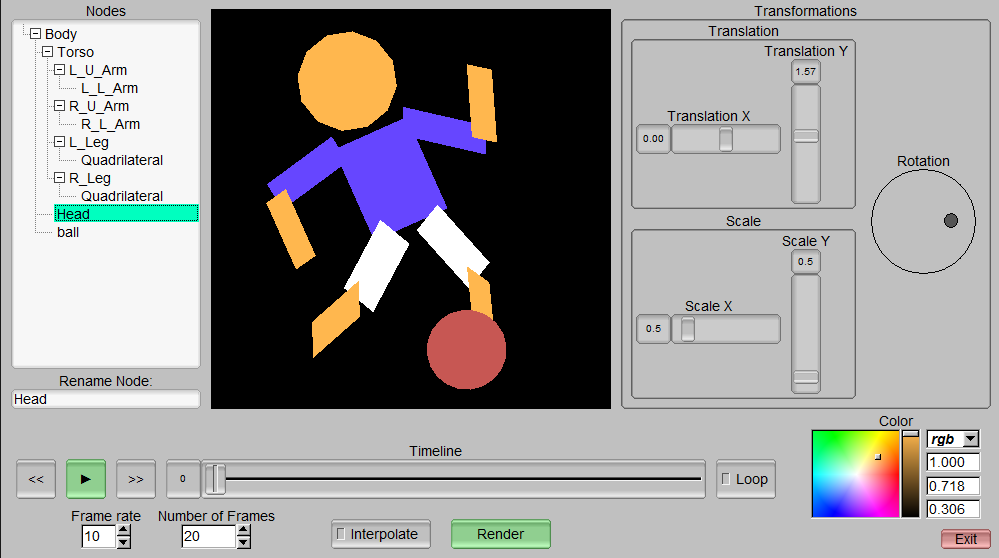 Nodes
Body
Torso
L_U_Arm
L_L_Arm
R_U_Arm
R_L_Arm
L_Leg
Quadrilateral
R_Leg
Quadrilateral
Head
ball
Rename Node:
Head
Transformations
Translation
Translation Y
1.57
Translation X
0.00
Scale
Scale Y
0.5
Scale X
0.5
Rotation
Timeline
<<
>>
0
Loop
Frame rate
10
Number of Frames
20
Interpolate
Render
Color
rgb
1.000
0.718
0.306
Exit